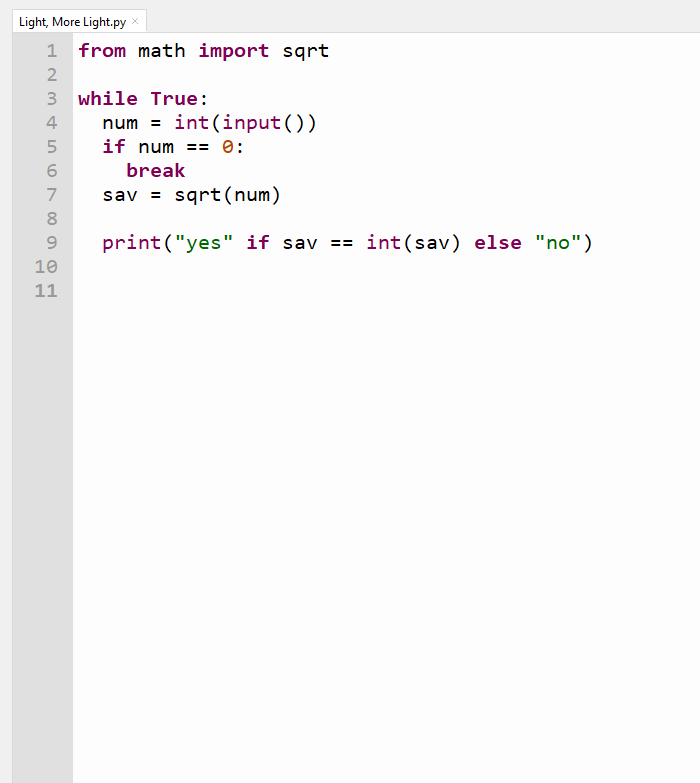 Light, More Light.py ×
1 from math import sqrt
2
3 while True:
4   num = int(input())
5   if num == 0:
6     break
7   sav = sqrt(num)
8
9   print("yes" if sav == int(sav) else "no")
10
11